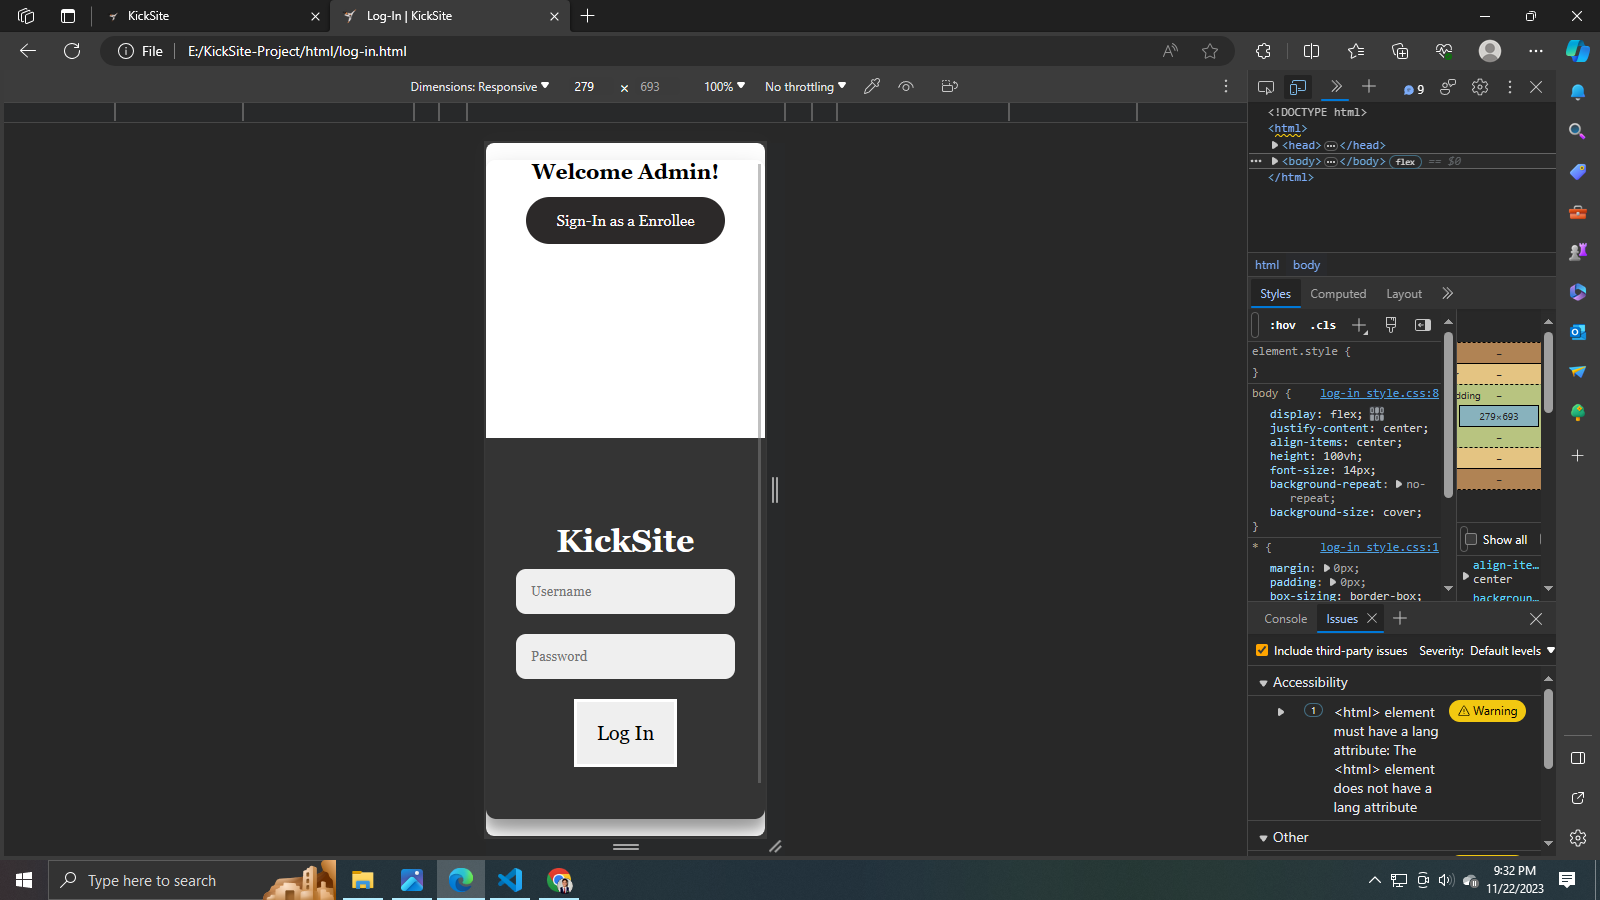 KickSite
Log-In | KickSite
File
E:/KickSite-Project/html/log-in.html
Dimensions: Responsive
279
×
693
100%
No throttling
9
<!DOCTYPE html>
<html>
<head> … </head>
… <body> … </body> flex == $0
</html>
html body
Styles Computed Layout
:hov .cls
element.style {
}
body { log-in style.css:8
display: flex;
justify-content: center;
align-items: center;
height: 100vh;
font-size: 14px;
background-repeat: no-
repeat;
background-size: cover;
}
* { log-in style.css:1
margin: 0px;
padding: 0px;
box-sizing: border-box;
–
–
dding –
279×693
–
–
–
Show all
align-ite…
center
backgroun…
Console Issues
Include third-party issues Severity: Default levels
Accessibility
1 <html> element Warning
must have a lang
attribute: The
<html> element
does not have a
lang attribute
Other
Welcome Admin!
Sign-In as a Enrollee
KickSite
Username
Password
Log In
Type here to search
9:32 PM
11/22/2023